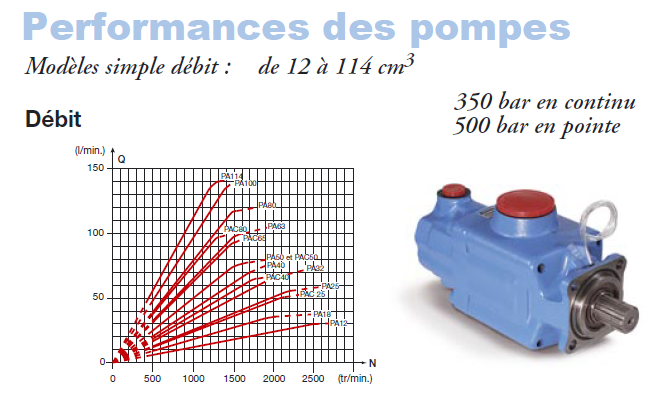 Performances des pompes
Modèles simple débit : de 12 à 114 cm³
350 bar en continu
500 bar en pointe
Débit
(l/min.)
Q
150
100
50
0
PA114
PA100
PA80
PAC80
PA63
PAC65
PA50 et PAC50
PA40
PA32
PAC40
PA25
PAC 25
PA18
PA12
N
0 500 1000 1500 2000 2500 (tr/min.)